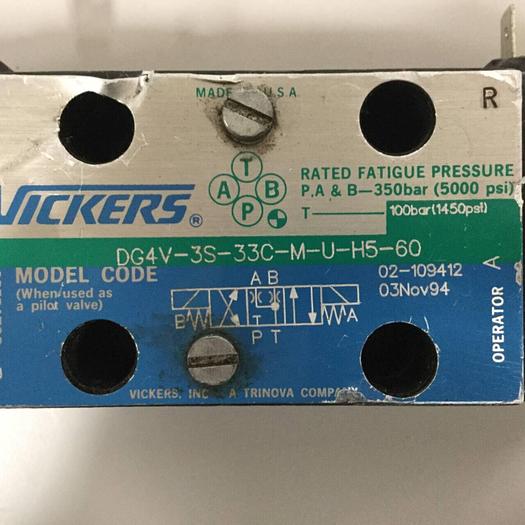 MADE U.S.A
R
VICKERS®
T
A B
P
RATED FATIGUE PRESSURE
P,A & B—350bar (5000 psi)
T 100bar(1450psi)
DG4V-3S-33C-M-U-H5-60
MODEL CODE
(When used as
a pilot valve)
02-109412
03Nov94
A B
B T A
P T
OPERATOR A
VICKERS, INC A TRINOVA COMPANY